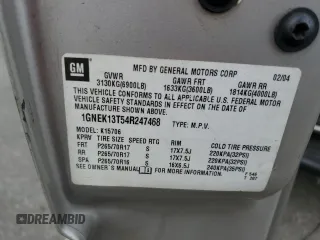 GM
MFD BY GENERAL MOTORS CORP 02/04
GVWR GAWR FRT GAWR RR
3130KG(6900LB) 1633KG(3600LB) 1814KG(4000LB)
THIS VEHICLE CONFORMS TO ALL APPLICABLE U.S. FEDERAL
MOTOR VEHICLE SAFETY STANDARDS IN EFFECT ON THE DATE OF
MANUFACTURE SHOWN ABOVE.
1GNEK13T54R247468 TYPE: M.P.V.
MODEL: K15706
KPRV TIRE SIZE SPEED RTG RIM COLD TIRE PRESSURE
FRT P265/70R17 S 17X7.5J 220KPA(32PSI)
RR P265/70R17 S 17X7.5J 220KPA(32PSI)
SPA P265/70R16 S 16X6.5J 240KPA(35PSI)
SEE OWNER'S MANUAL FOR MORE INFORMATION.
© AUTOBIDCAR